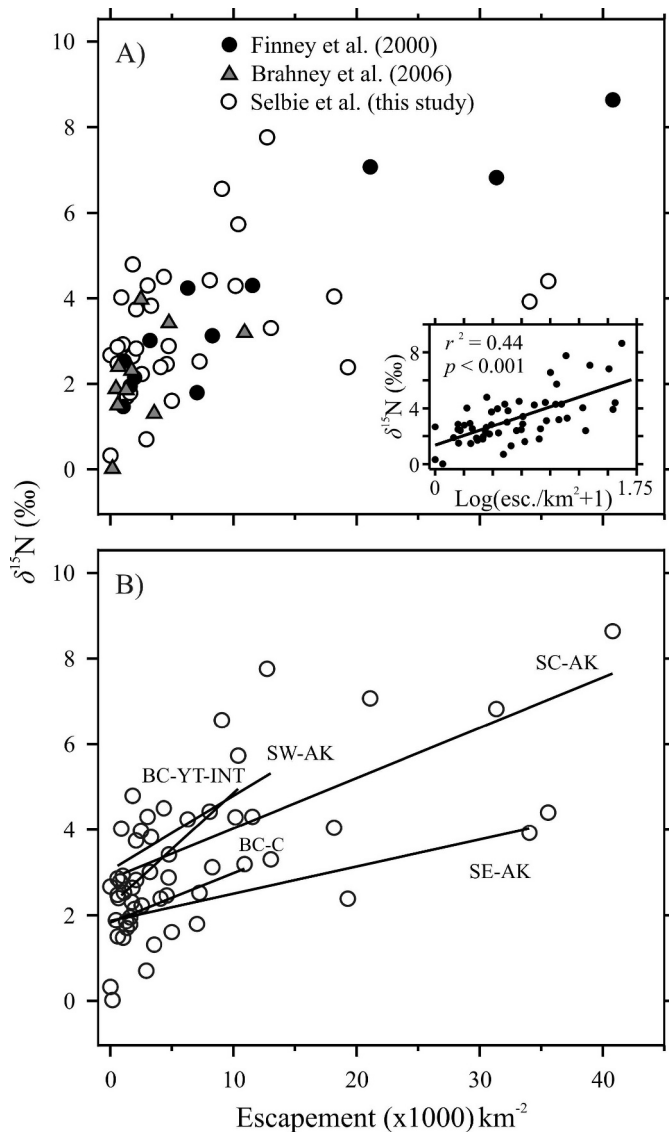 A)
Finney et al. (2000)
Brahney et al. (2006)
Selbie et al. (this study)
10
8
6
4
2
0
r² = 0.44
p < 0.001
δ¹⁵N (‰)
8
4
0
0
1.75
Log(esc./km²+1)
δ¹⁵N (‰)
B)
10
8
6
4
2
0
SC-AK
SW-AK
BC-YT-INT
BC-C
SE-AK
0
10
20
30
40
Escapement (x1000) km⁻²